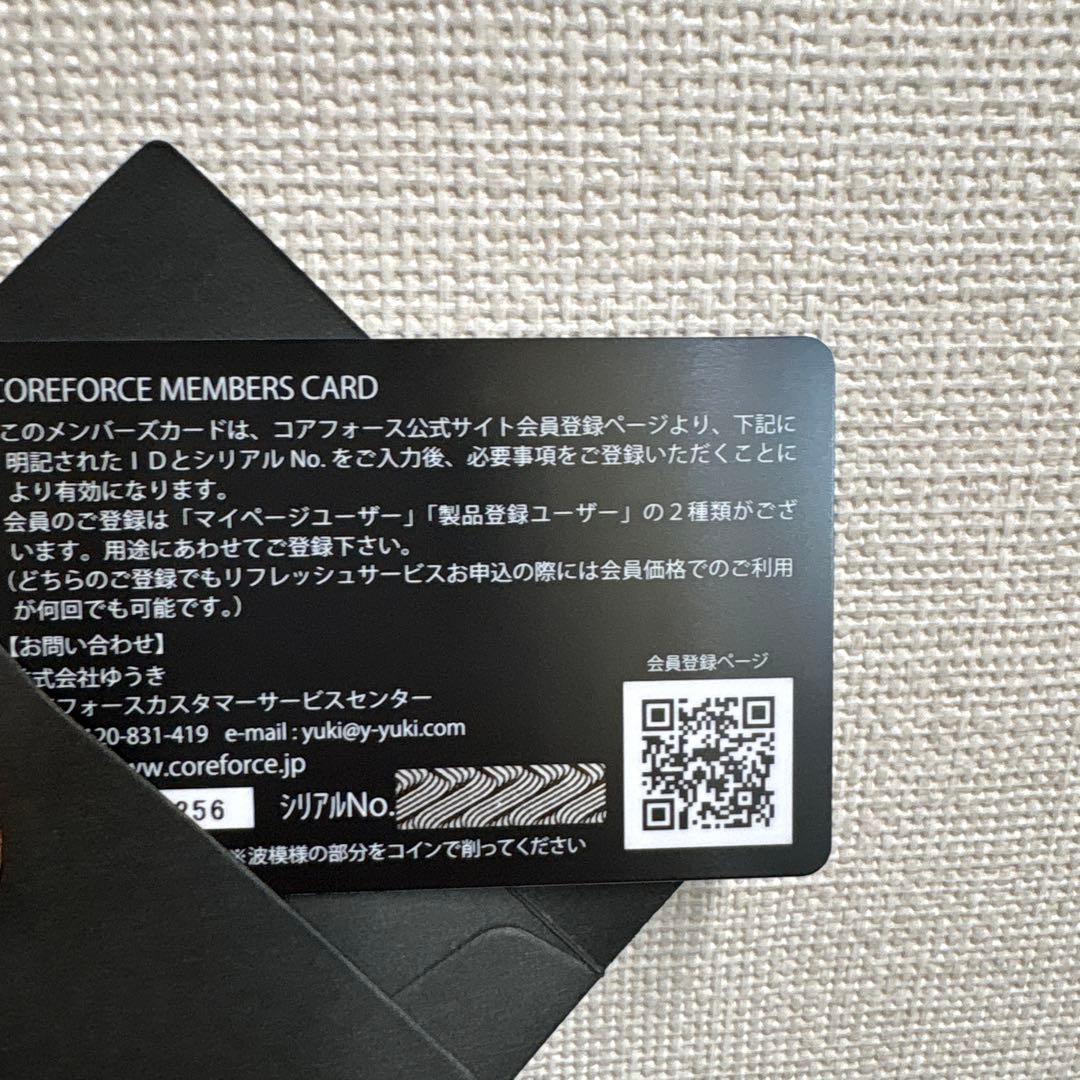 COREFORCE MEMBERS CARD
このメンバーズカードは、コアフォース公式サイト会員登録ページより、下記に
明記されたIDとシリアルNo.をご入力後、必要事項をご登録いただくことに
より有効になります。
会員のご登録は「マイページユーザー」「製品登録ユーザー」の2種類がござ
います。用途にあわせてご登録下さい。
(どちらのご登録でもリフレッシュサービスお申込の際には会員価格でのご利用
が何回でも可能です。)
【お問い合わせ】
式会社ゆうき
フォースカスタマーサービスセンター
120-831-419 e-mail : yuki@y-yuki.com
ww.coreforce.jp
256 シリアルNo.
※波模様の部分をコインで削ってください
会員登録ページ